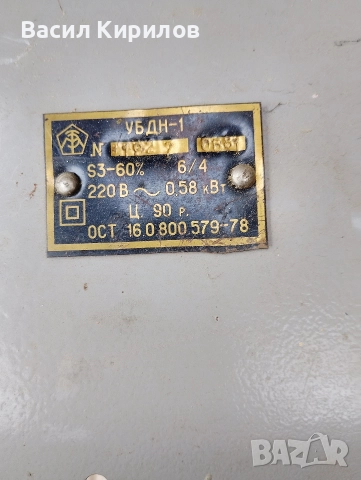 Васил Кирилов
УБДН-1
N
S3-60% 6/4
220 В ~ 0,58 кВт
Ц. 90 р.
ОСТ 16.0.800.579-78
BAZAR